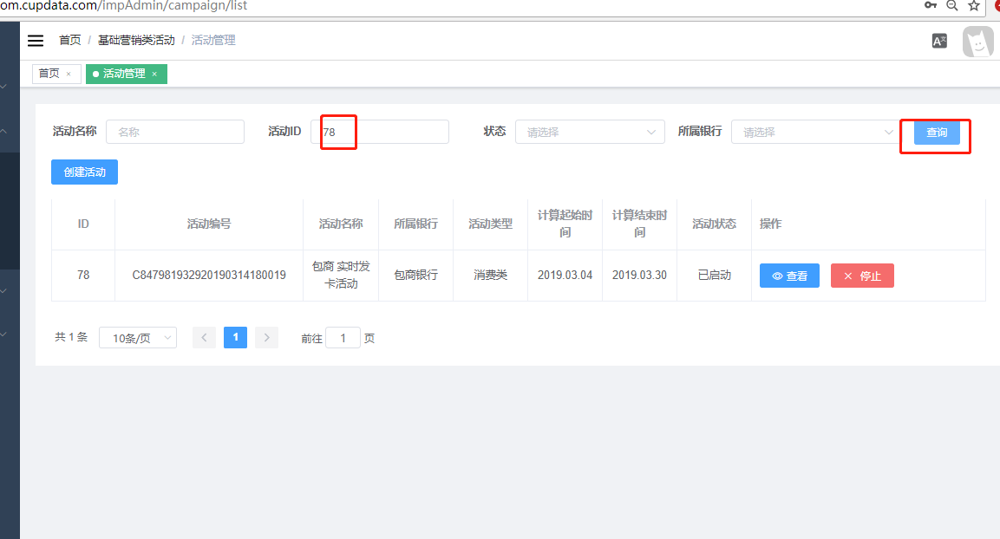 om.cupdata.com/impAdmin/campaign/list
首页 / 基础营销类活动 / 活动管理
首页 × 活动管理 ×
活动名称 名称 活动ID 78 状态 请选择 所属银行 请选择 查询
创建活动
ID 活动编号 活动名称 所属银行 活动类型 计算起始时间 计算结束时间 活动状态 操作
78 C847981932920190314180019 包商 实时发卡活动 包商银行 消费类 2019.03.04 2019.03.30 已启动 查看 停止
共 1 条 10条/页 1 前往 1 页